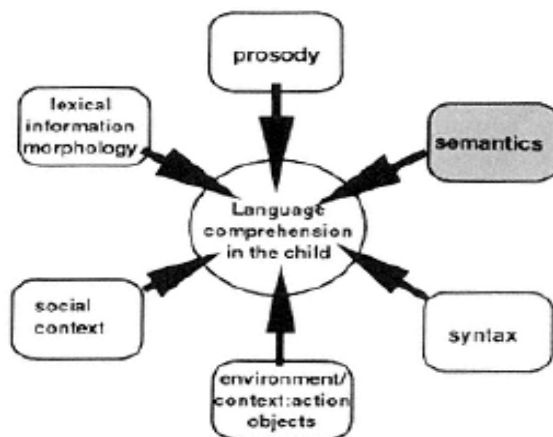 prosody
lexical
information
morphology
semantics
Language
comprehension
in the child
social
context
syntax
environment/
context:action
objects